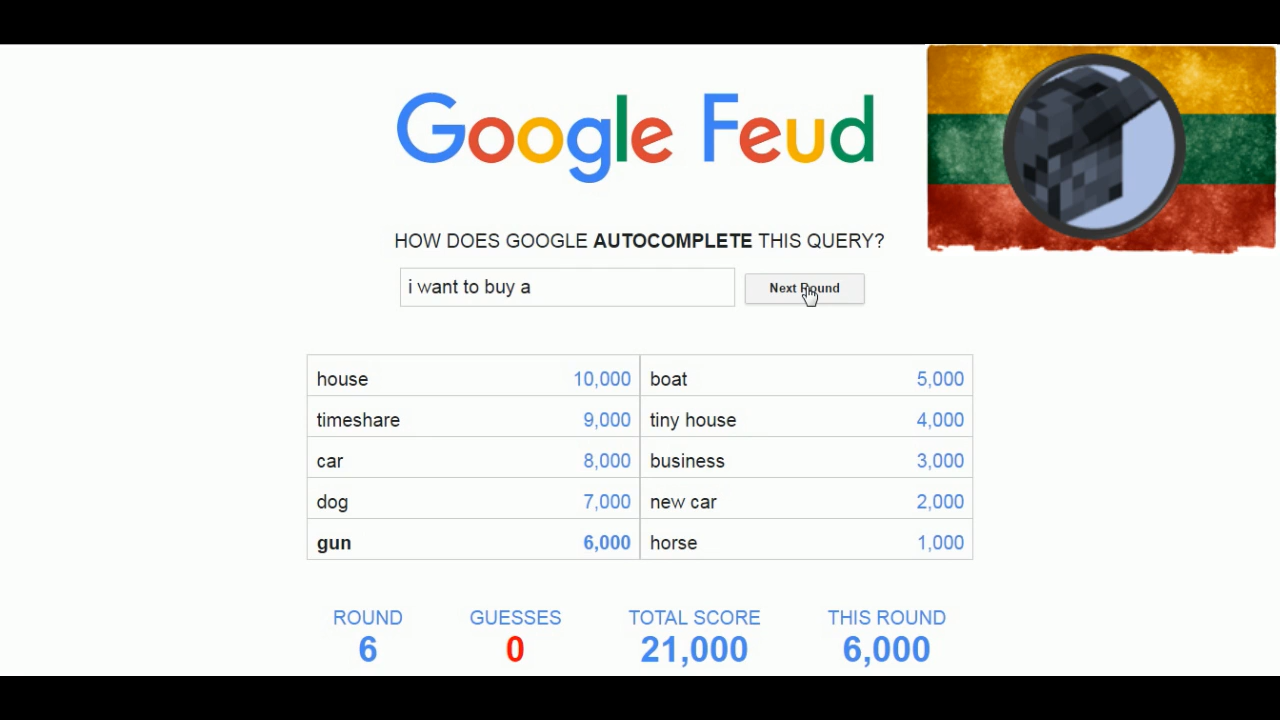 Google Feud
HOW DOES GOOGLE AUTOCOMPLETE THIS QUERY?
i want to buy a
Next Round
house 10,000 boat 5,000
timeshare 9,000 tiny house 4,000
car 8,000 business 3,000
dog 7,000 new car 2,000
gun 6,000 horse 1,000
ROUND GUESSES TOTAL SCORE THIS ROUND
6 0 21,000 6,000